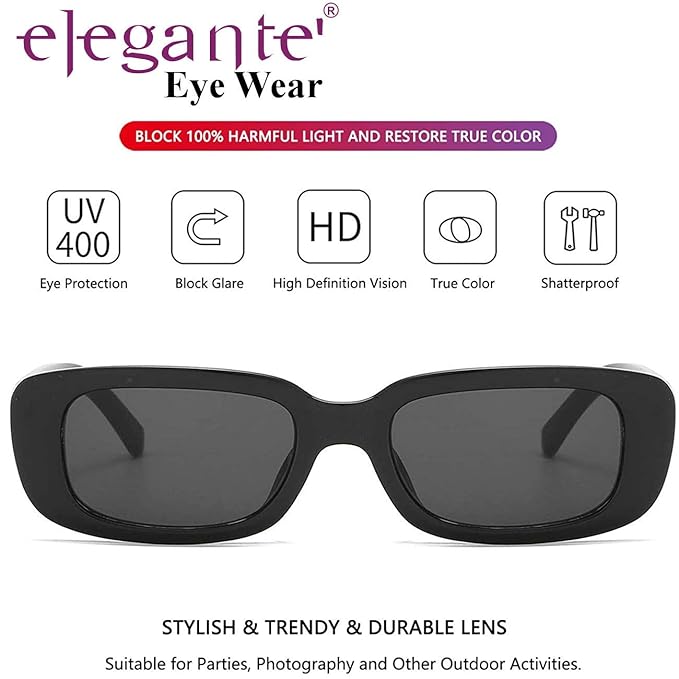 elegante'®
Eye Wear
BLOCK 100% HARMFUL LIGHT AND RESTORE TRUE COLOR
UV
400
HD
Eye Protection
Block Glare
High Definition Vision
True Color
Shatterproof
STYLISH & TRENDY & DURABLE LENS
Suitable for Parties, Photography and Other Outdoor Activities.